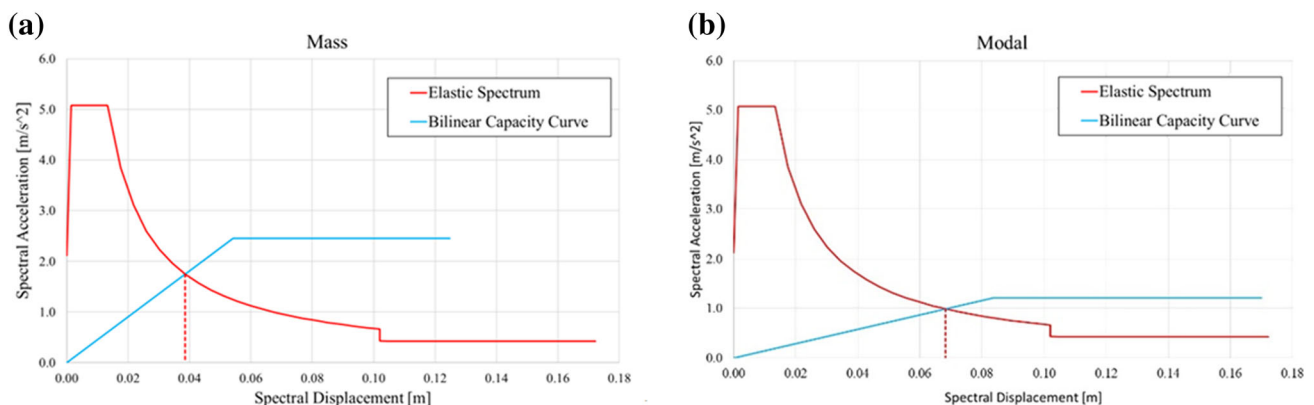 (a)
Mass
6.0
5.0
4.0
3.0
2.0
1.0
0.0
Spectral Acceleration [m/s^2]
Elastic Spectrum
Bilinear Capacity Curve
0.00 0.02 0.04 0.06 0.08 0.10 0.12 0.14 0.16 0.18
Spectral Displacement [m]
(b)
Modal
6.0
5.0
4.0
3.0
2.0
1.0
0.0
Spectral Acceleration [m/s^2]
Elastic Spectrum
Bilinear Capacity Curve
0.00 0.02 0.04 0.06 0.08 0.10 0.12 0.14 0.16 0.18
Spectral Displacement [m]